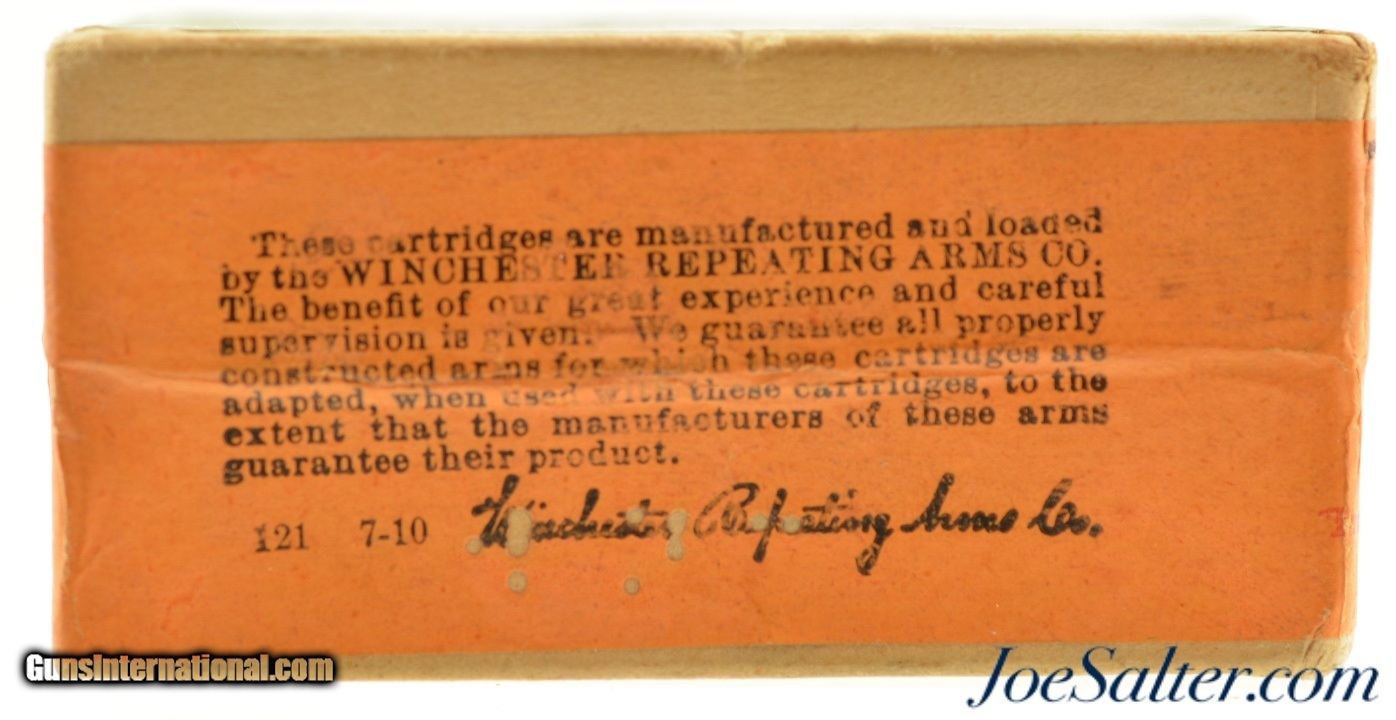 These cartridges are manufactured and loaded
by the WINCHESTER REPEATING ARMS CO.
The benefit of our great experience and careful
supervision is given. We guarantee all properly
constructed arms for which these cartridges are
adapted, when used with these cartridges, to the
extent that the manufacturers of these arms
guarantee their product.
121 7-10 Winchester Repeating Arms Co.
GunsInternational.com
JoeSalter.com